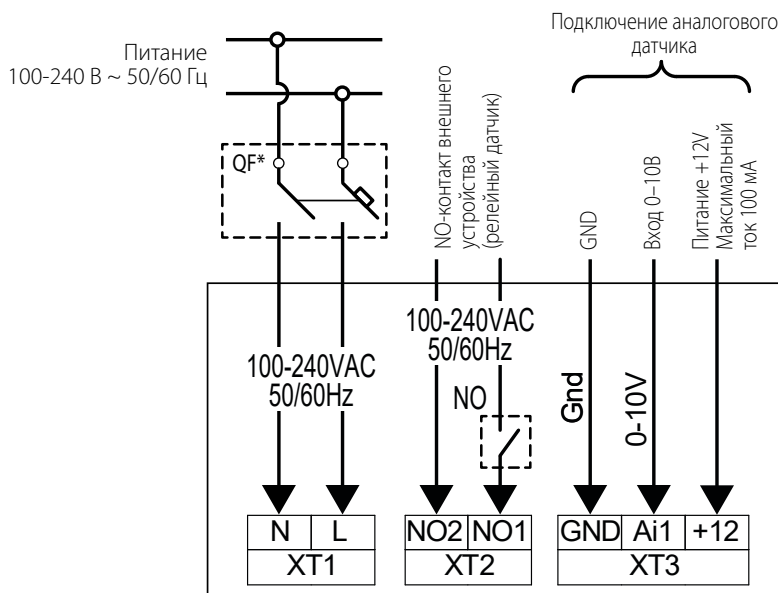 Питание
100-240 В ~ 50/60 Гц
Подключение аналогового
датчика
QF*
NO-контакт внешнего
устройства
(релейный датчик)
GND
Вход 0–10В
Питание +12V
Максимальный
ток 100 мА
100-240VAC
50/60Hz
100-240VAC
50/60Hz
NO
Gnd
0-10V
N L
XT1
NO2 NO1
XT2
GND Ai1 +12
XT3